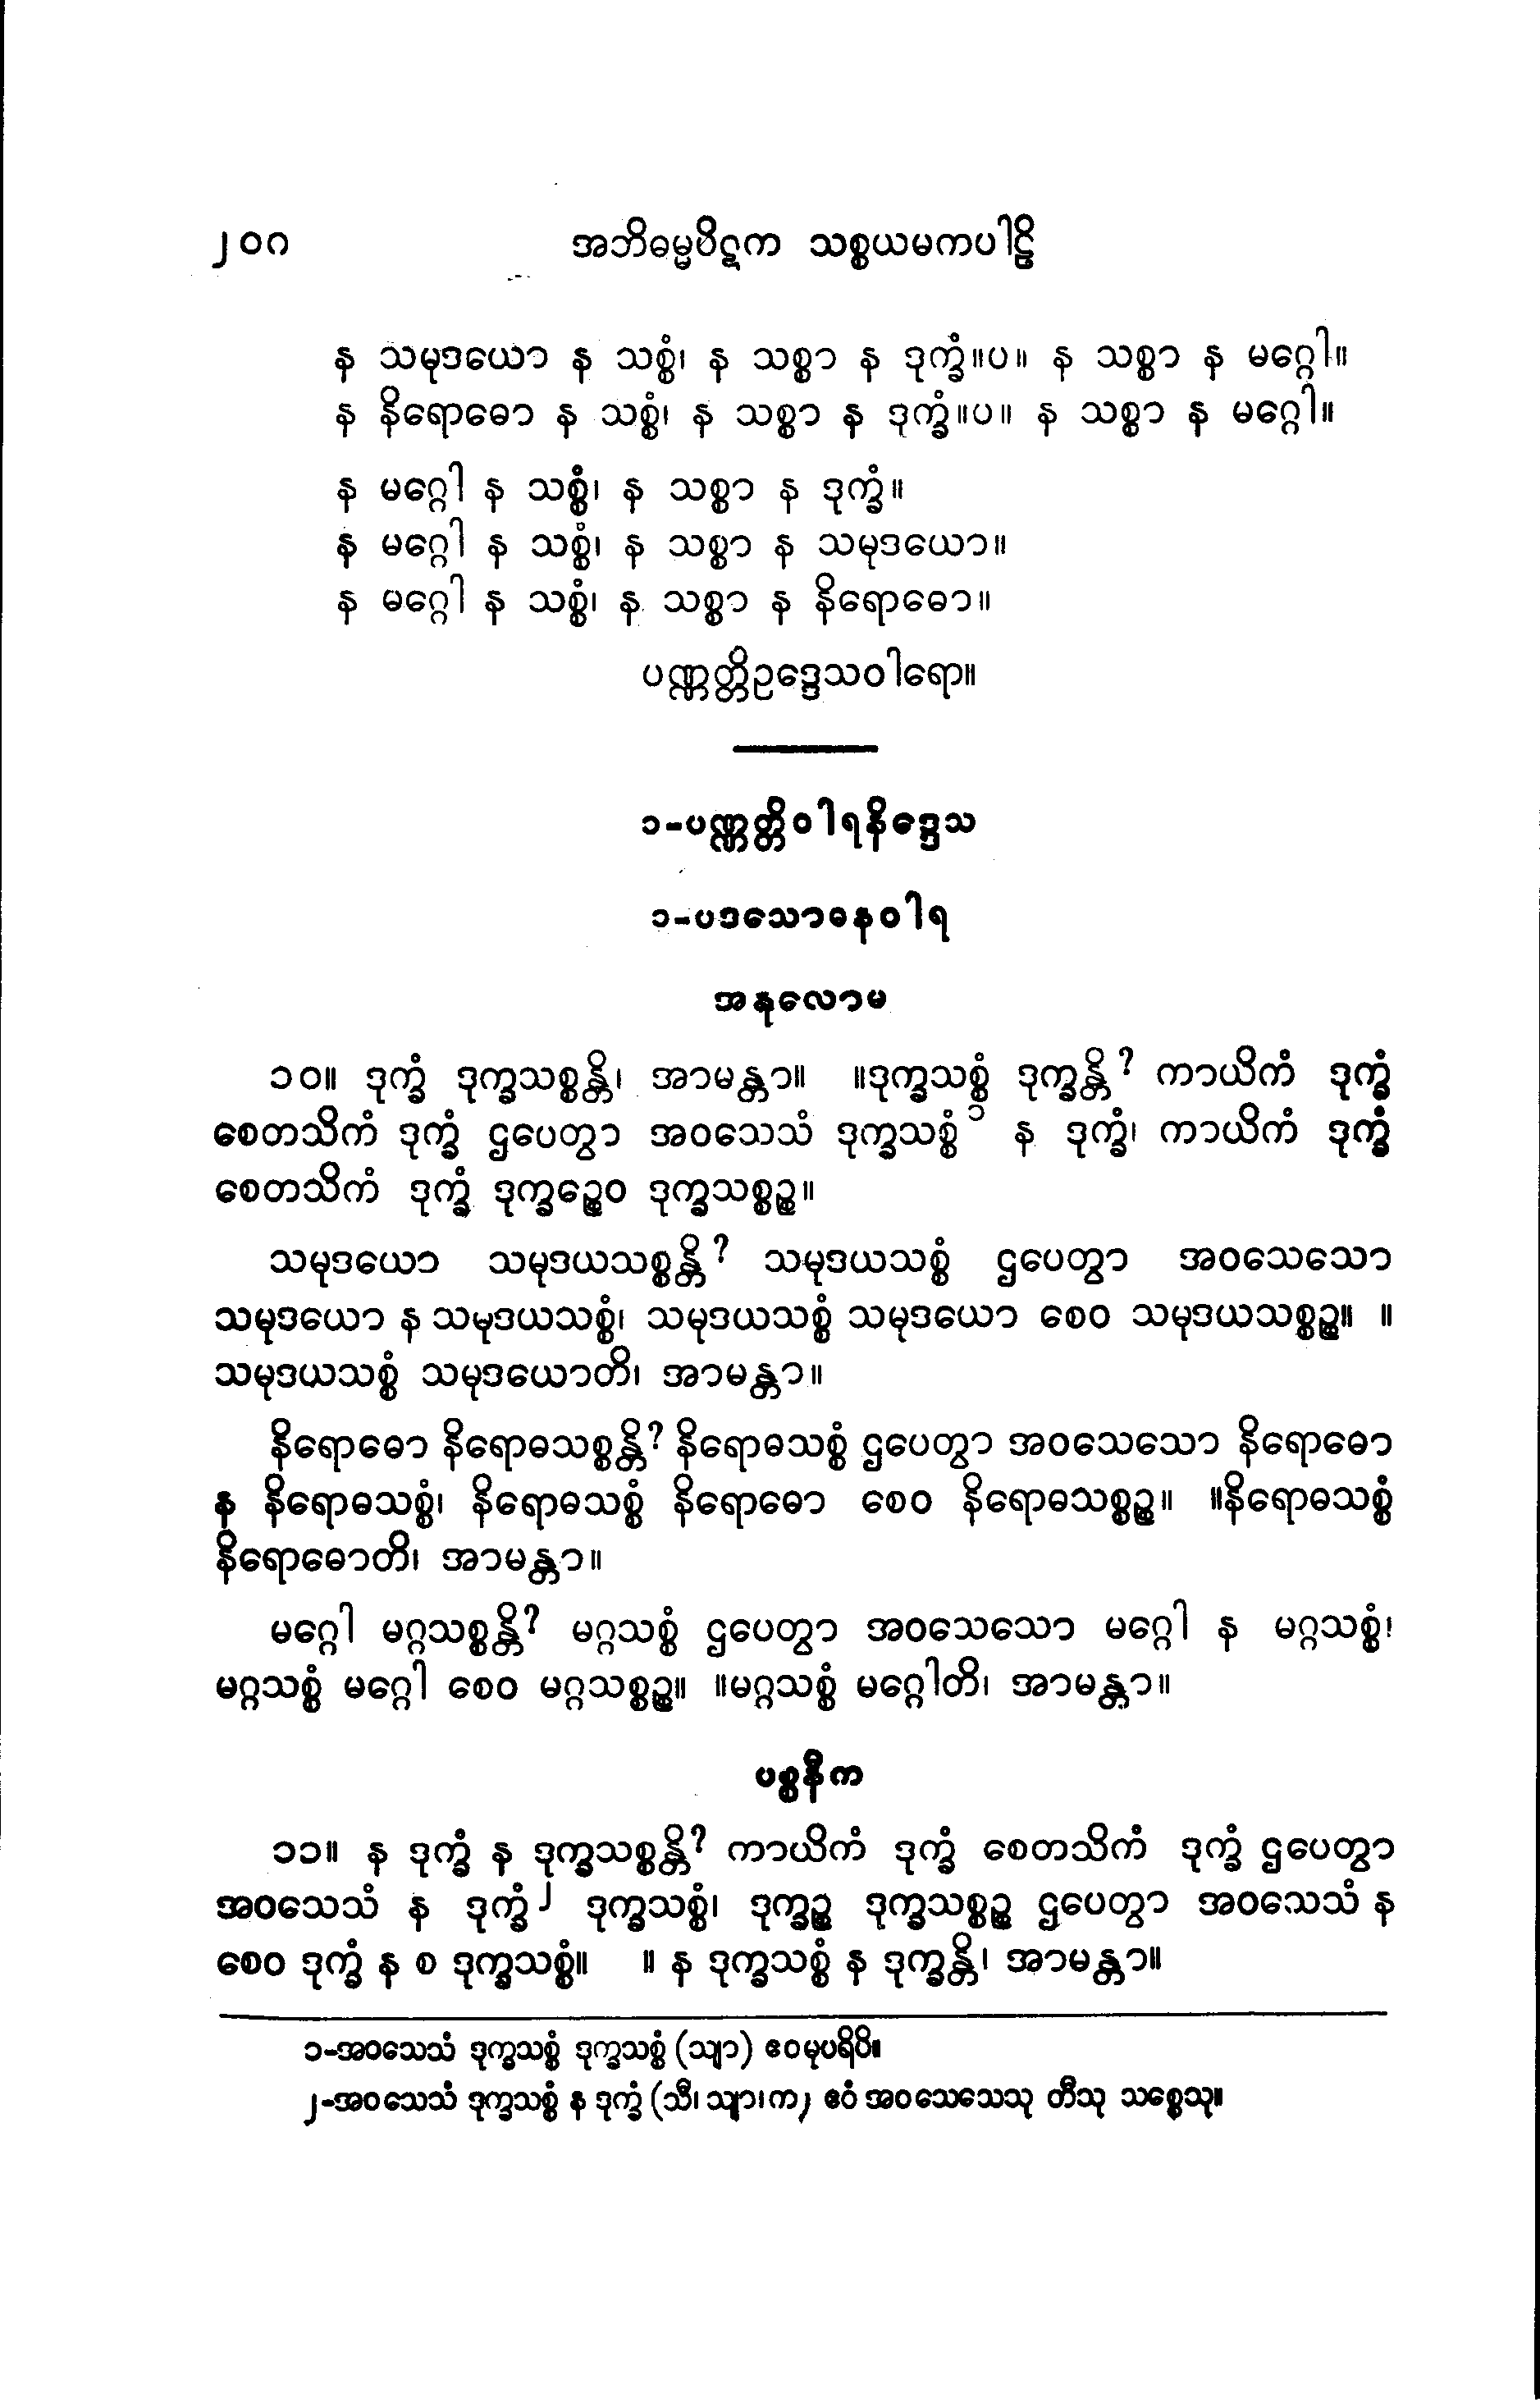 ၂၀ဂ အဘိဓမ္မပိဋက သစ္စယမကပါဠိ
န သမုဒယော န သစ္စံ၊ န သစ္စာ န ဒုက္ခံ။ပ။ န သစ္စာ န မဂ္ဂေါ။
န နိရောဓော န သစ္စံ၊ န သစ္စာ န ဒုက္ခံ။ပ။ န သစ္စာ န မဂ္ဂေါ။
န မဂ္ဂေါ န သစ္စံ၊ န သစ္စာ န ဒုက္ခံ။
န မဂ္ဂေါ န သစ္စံ၊ န သစ္စာ န သမုဒယော။
န မဂ္ဂေါ န သစ္စံ၊ န သစ္စာ န နိရောဓော။
ပဏ္ဏတ္တိဥဒ္ဒေသဝါရော။
၁-ပဏ္ဏတ္တိဝါရနိဒ္ဒေသ
၁-ပဒသောဓနဝါရ
အနုလောမ
၁၀။ ဒုက္ခံ ဒုက္ခသစ္စန္တိ၊ အာမန္တာ။ ။ဒုက္ခသစ္စံ ဒုက္ခန္တိ? ကာယိကံ ဒုက္ခံ
စေတသိကံ ဒုက္ခံ ဌပေတွာ အဝသေသံ ဒုက္ခသစ္စံ၁ န ဒုက္ခံ၊ ကာယိကံ ဒုက္ခံ
စေတသိကံ ဒုက္ခံ ဒုက္ခဉ္စေဝ ဒုက္ခသစ္စဉ္စ။
သမုဒယော သမုဒယသစ္စန္တိ? သမုဒယသစ္စံ ဌပေတွာ အဝသေသော
သမုဒယော န သမုဒယသစ္စံ၊ သမုဒယသစ္စံ သမုဒယော စေဝ သမုဒယသစ္စဉ္စ။ ။
သမုဒယသစ္စံ သမုဒယောတိ၊ အာမန္တာ။
နိရောဓော နိရောဓသစ္စန္တိ? နိရောဓသစ္စံ ဌပေတွာ အဝသေသော နိရောဓော
န နိရောဓသစ္စံ၊ နိရောဓသစ္စံ နိရောဓော စေဝ နိရောဓသစ္စဉ္စ။ ။နိရောဓသစ္စံ
နိရောဓောတိ၊ အာမန္တာ။
မဂ္ဂေါ မဂ္ဂသစ္စန္တိ? မဂ္ဂသစ္စံ ဌပေတွာ အဝသေသော မဂ္ဂေါ န မဂ္ဂသစ္စံ၊
မဂ္ဂသစ္စံ မဂ္ဂေါ စေဝ မဂ္ဂသစ္စဉ္စ။ ။မဂ္ဂသစ္စံ မဂ္ဂေါတိ၊ အာမန္တာ။
ပစ္စနီက
၁၁။ န ဒုက္ခံ န ဒုက္ခသစ္စန္တိ? ကာယိကံ ဒုက္ခံ စေတသိကံ ဒုက္ခံ ဌပေတွာ
အဝသေသံ န ဒုက္ခံ၂ ဒုက္ခသစ္စံ၊ ဒုက္ခဉ္စ ဒုက္ခသစ္စဉ္စ ဌပေတွာ အဝသေသံ န
စေဝ ဒုက္ခံ န စ ဒုက္ခသစ္စံ။ ။ န ဒုက္ခသစ္စံ န ဒုက္ခန္တိ၊ အာမန္တာ။
၁-အဝသေသံ ဒုက္ခသစ္စံ ဒုက္ခသစ္စံ (သျာ) ဧဝမုပရိပိ။
၂-အဝသေသံ ဒုက္ခသစ္စံ န ဒုက္ခံ (သီ၊ သျာ၊က) ဧဝံ အဝသေသေသု တီသု သစ္စေသု။